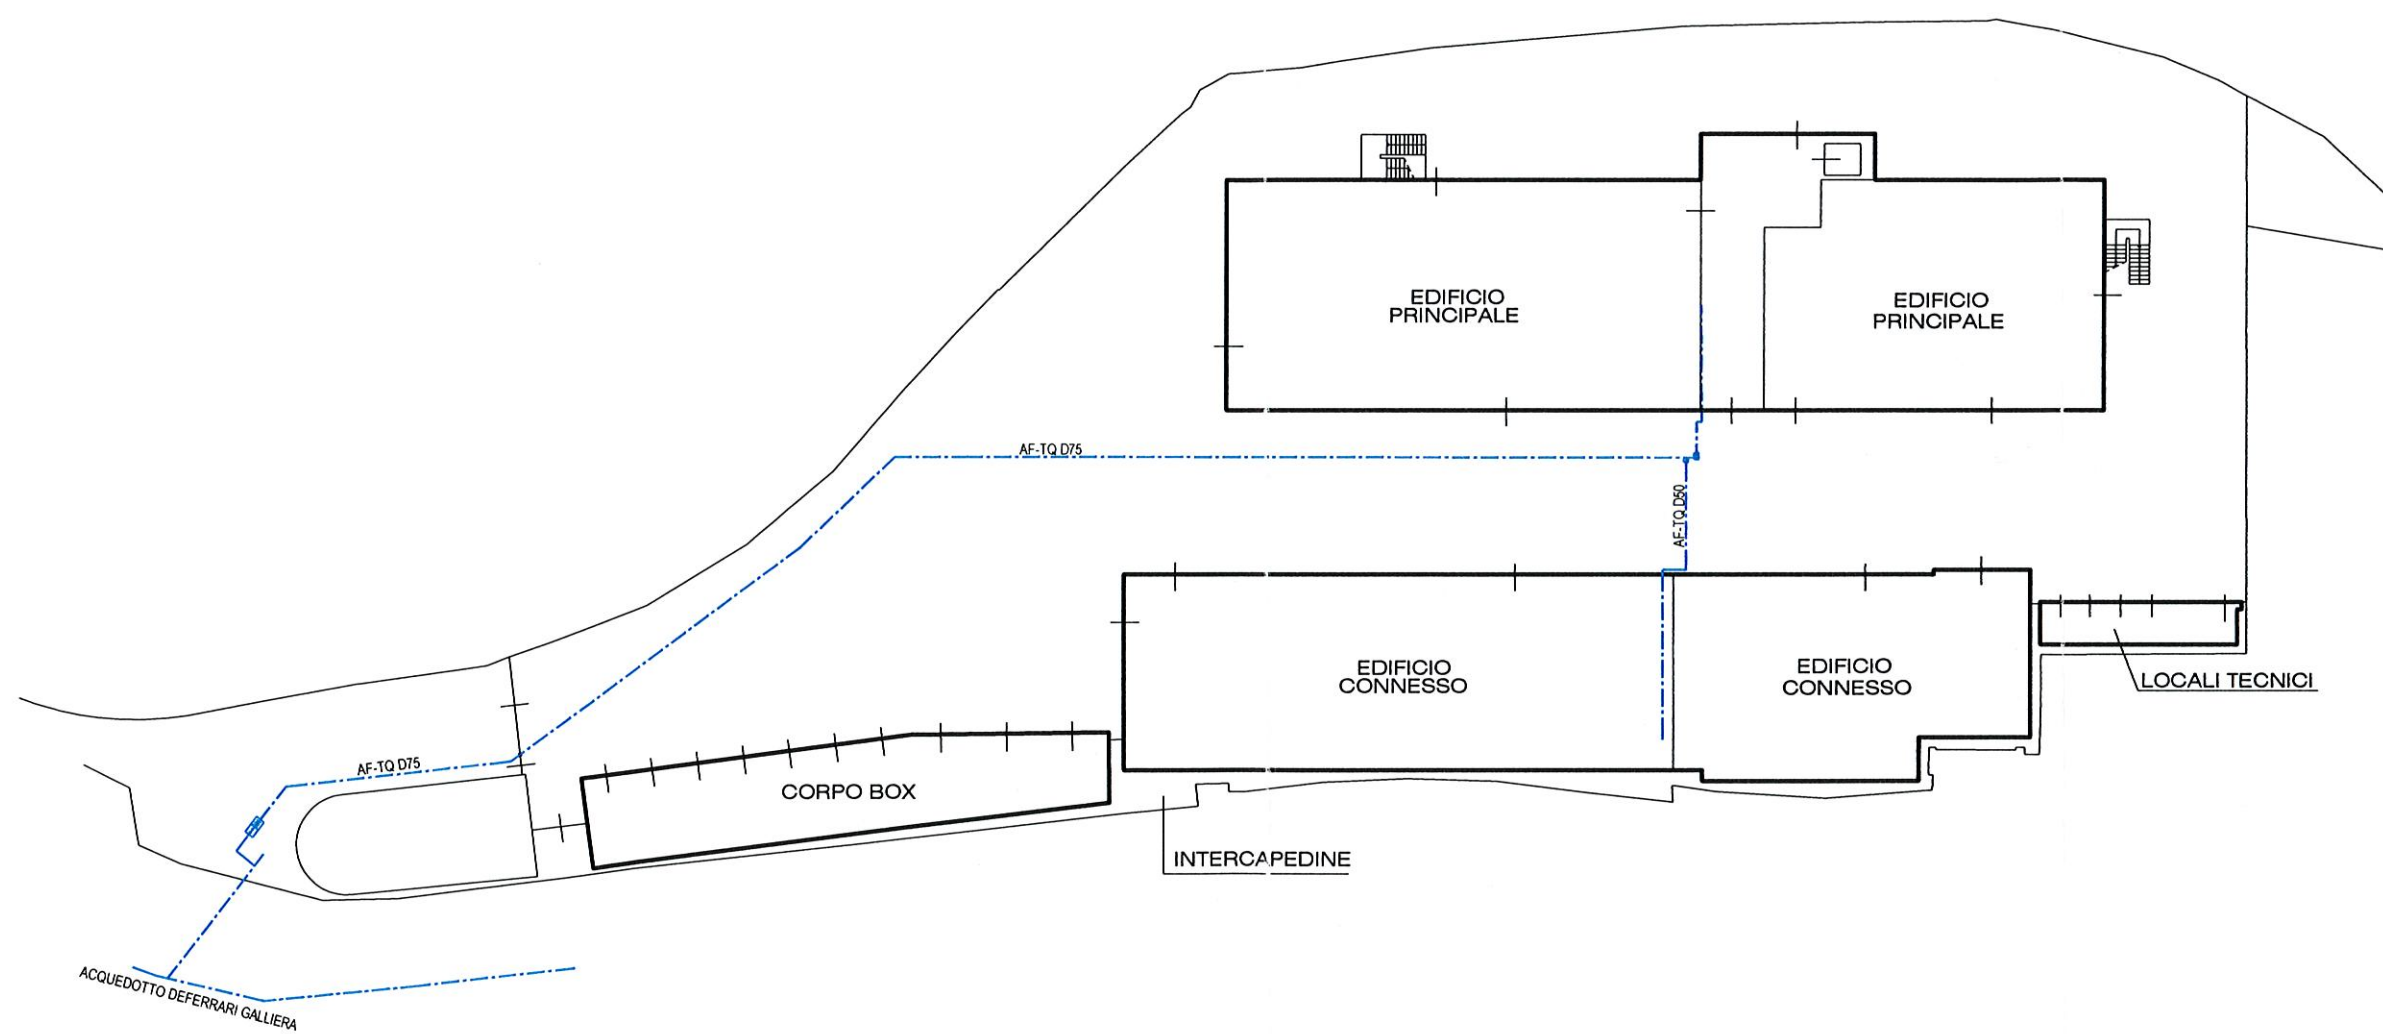 EDIFICIO
PRINCIPALE
EDIFICIO
PRINCIPALE
AF-TQ D75
AF-TQ D50
EDIFICIO
CONNESSO
EDIFICIO
CONNESSO
LOCALI TECNICI
AF-TQ D75
CORPO BOX
INTERCAPEDINE
ACQUEDOTTO DEFERRARI GALLIERA